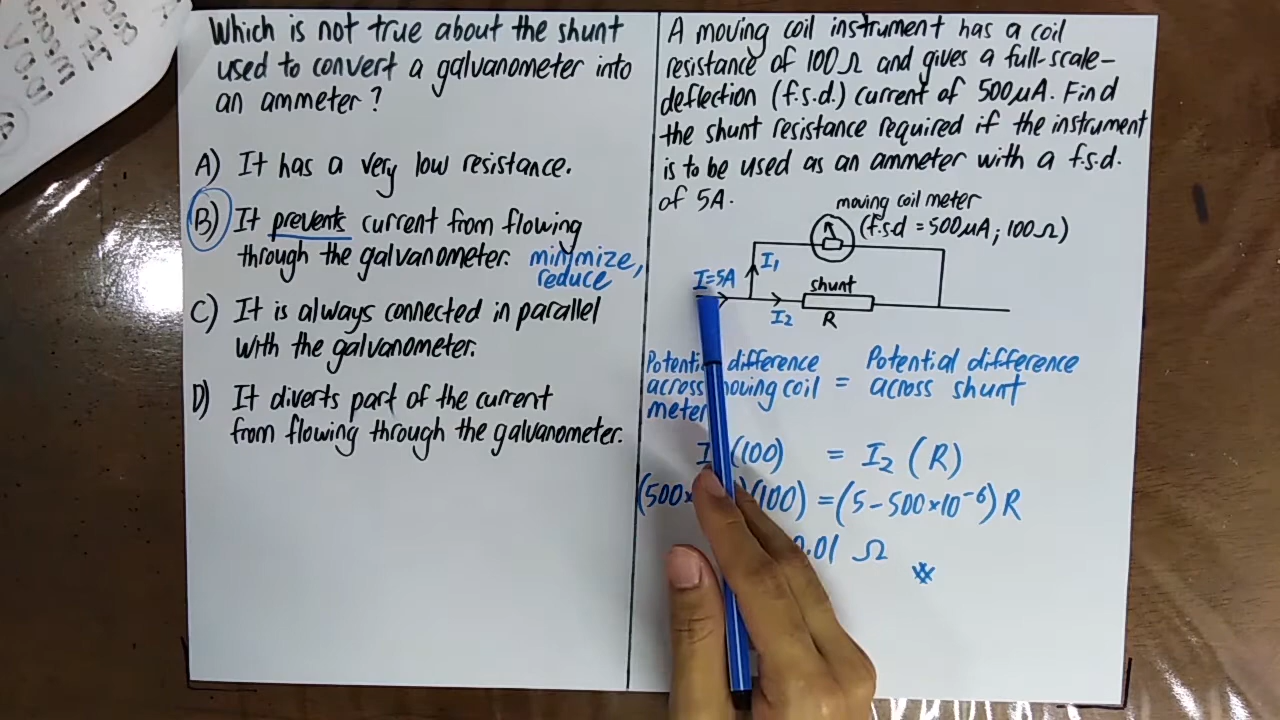 Which is not true about the shunt
used to convert a galvanometer into
an ammeter?
A) It has a very low resistance.
B) It prevents current from flowing
through the galvanometer. minimize,
reduce
C) It is always connected in parallel
with the galvanometer.
D) It diverts part of the current
from flowing through the galvanometer.
A moving coil instrument has a coil
resistance of 100Ω and gives a full-scale-
deflection (f.s.d.) current of 500μA. Find
the shunt resistance required if the instrument
is to be used as an ammeter with a f.s.d.
of 5A.
moving coil meter
(f.s.d = 500μA, 100Ω)
I₁
I=5A
shunt
I₂
R
difference
across moving coil
meter
=
Potential difference
across shunt
(100) = I₂ (R)
(500× )(100) = (5-500×10⁻⁶) R
0.01 Ω